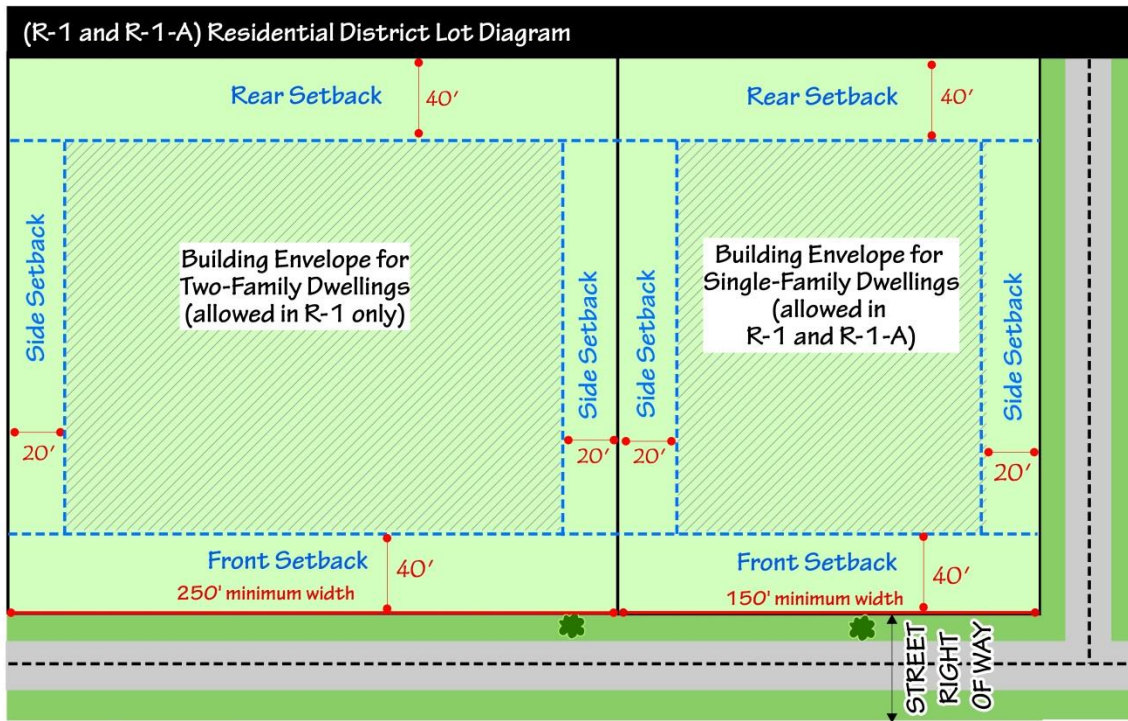 (R-1 and R-1-A) Residential District Lot Diagram
Rear Setback
40'
Rear Setback
40'
Side Setback
Building Envelope for
Two-Family Dwellings
(allowed in R-1 only)
Side Setback
Side Setback
Building Envelope for
Single-Family Dwellings
(allowed in
R-1 and R-1-A)
Side Setback
20'
20'
20'
20'
Front Setback
40'
250' minimum width
Front Setback
40'
150' minimum width
STREET
RIGHT
OF WAY